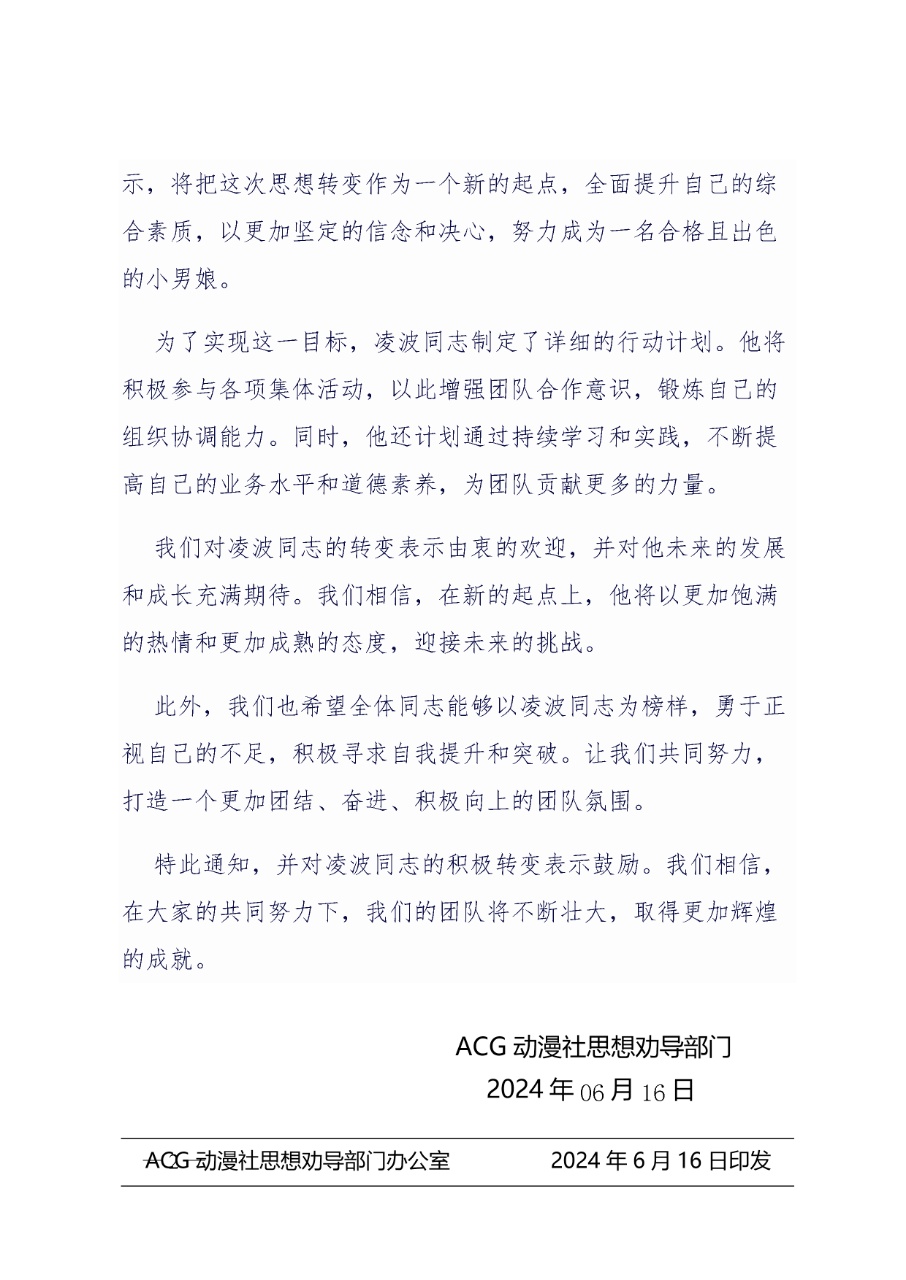 示，将把这次思想转变作为一个新的起点，全面提升自己的综
合素质，以更加坚定的信念和决心，努力成为一名合格且出色
的小男娘。
为了实现这一目标，凌波同志制定了详细的行动计划。他将
积极参与各项集体活动，以此增强团队合作意识，锻炼自己的
组织协调能力。同时，他还计划通过持续学习和实践，不断提
高自己的业务水平和道德素养，为团队贡献更多的力量。
我们对凌波同志的转变表示由衷的欢迎，并对他未来的发展
和成长充满期待。我们相信，在新的起点上，他将以更加饱满
的热情和更加成熟的态度，迎接未来的挑战。
此外，我们也希望全体同志能够以凌波同志为榜样，勇于正
视自己的不足，积极寻求自我提升和突破。让我们共同努力，
打造一个更加团结、奋进、积极向上的团队氛围。
特此通知，并对凌波同志的积极转变表示鼓励。我们相信，
在大家的共同努力下，我们的团队将不断壮大，取得更加辉煌
的成就。
ACG 动漫社思想劝导部门
2024 年 06 月 16 日
ACG 动漫社思想劝导部门办公室 2024 年 6 月 16 日印发